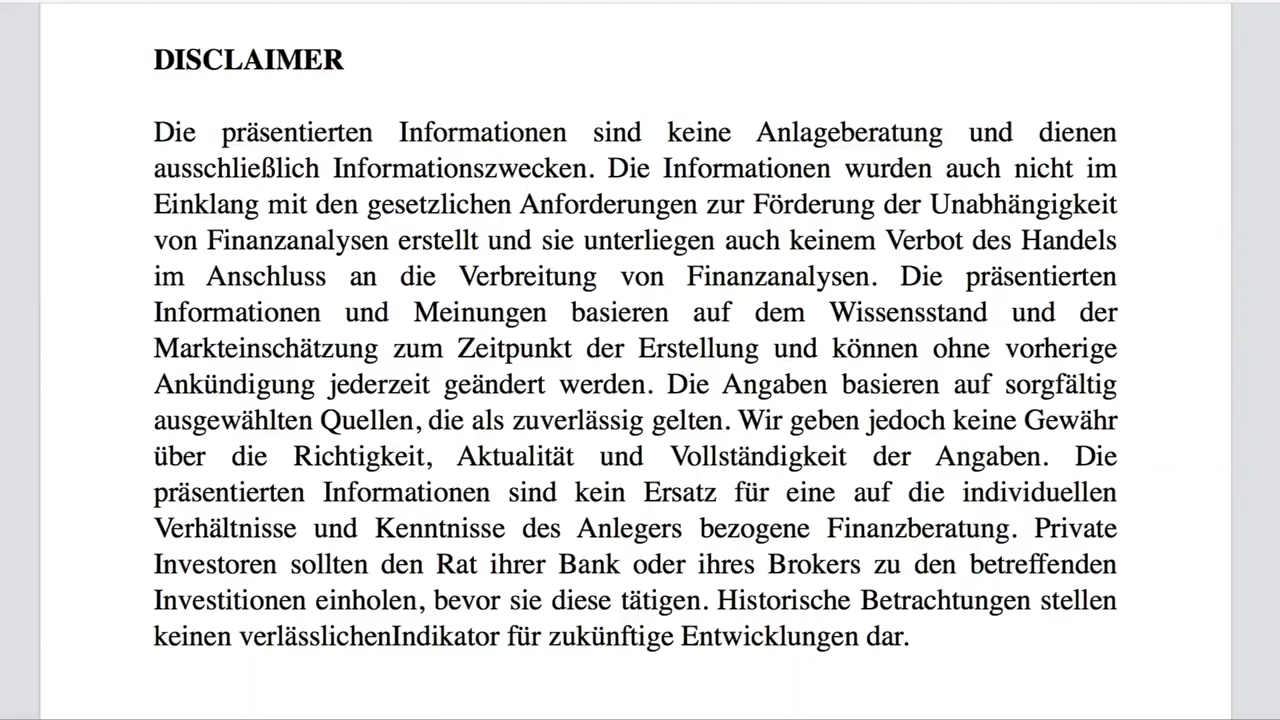 DISCLAIMER
Die präsentierten Informationen sind keine Anlageberatung und dienen
ausschließlich Informationszwecken. Die Informationen wurden auch nicht im
Einklang mit den gesetzlichen Anforderungen zur Förderung der Unabhängigkeit
von Finanzanalysen erstellt und sie unterliegen auch keinem Verbot des Handels
im Anschluss an die Verbreitung von Finanzanalysen. Die präsentierten
Informationen und Meinungen basieren auf dem Wissensstand und der
Markteinschätzung zum Zeitpunkt der Erstellung und können ohne vorherige
Ankündigung jederzeit geändert werden. Die Angaben basieren auf sorgfältig
ausgewählten Quellen, die als zuverlässig gelten. Wir geben jedoch keine Gewähr
über die Richtigkeit, Aktualität und Vollständigkeit der Angaben. Die
präsentierten Informationen sind kein Ersatz für eine auf die individuellen
Verhältnisse und Kenntnisse des Anlegers bezogene Finanzberatung. Private
Investoren sollten den Rat ihrer Bank oder ihres Brokers zu den betreffenden
Investitionen einholen, bevor sie diese tätigen. Historische Betrachtungen stellen
keinen verlässlichenIndikator für zukünftige Entwicklungen dar.